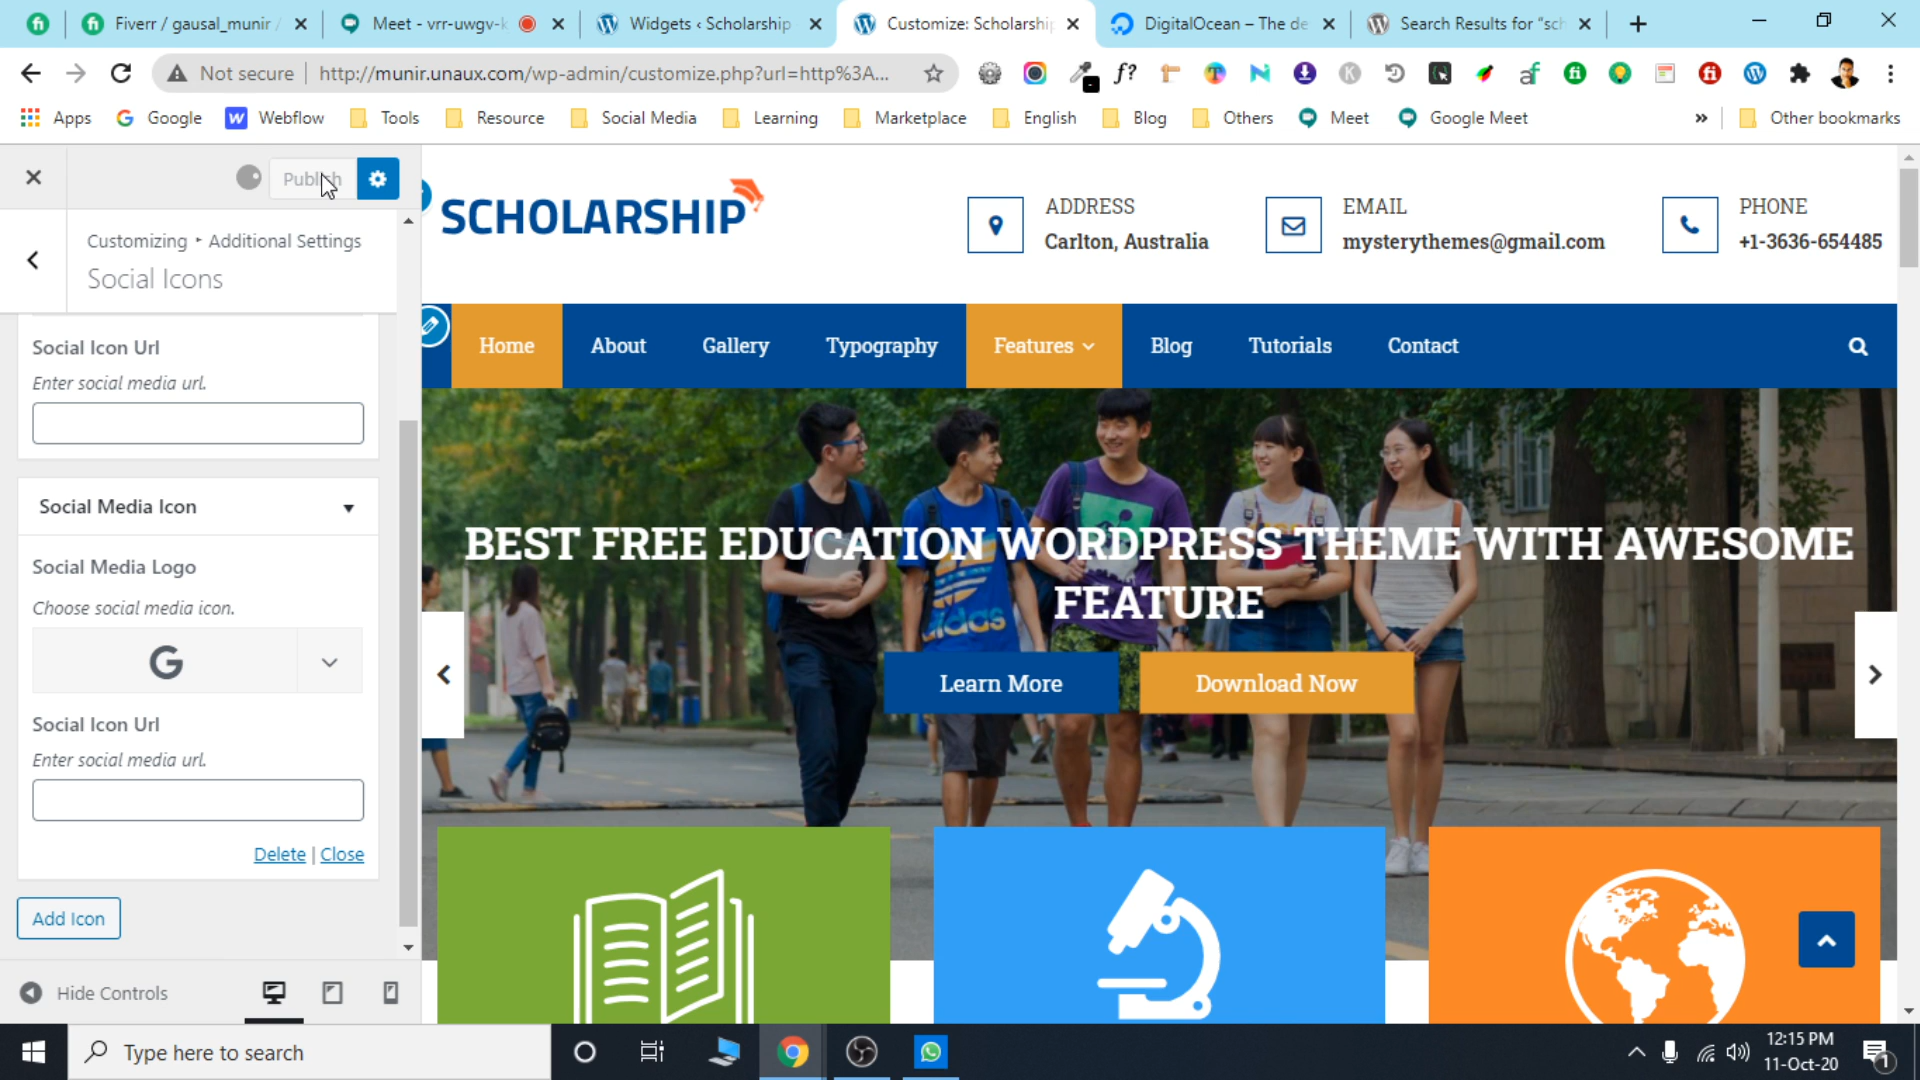 Fiverr / gausal_munir /
Meet - vrr-uwgv-k
Widgets ‹ Scholarship
Customize: Scholarship
DigitalOcean – The de
Search Results for "sch
Not secure
http://munir.unaux.com/wp-admin/customize.php?url=http%3A...
Apps
Google
Webflow
Tools
Resource
Social Media
Learning
Marketplace
English
Blog
Others
Meet
Google Meet
»
Other bookmarks
Publish
Customizing ▸ Additional Settings
Social Icons
Social Icon Url
Enter social media url.
Social Media Icon
Social Media Logo
Choose social media icon.
Social Icon Url
Enter social media url.
Delete | Close
Add Icon
Hide Controls
SCHOLARSHIP
ADDRESS
Carlton, Australia
EMAIL
mysterythemes@gmail.com
PHONE
+1-3636-654485
Home
About
Gallery
Typography
Features
Blog
Tutorials
Contact
BEST FREE EDUCATION WORDPRESS THEME WITH AWESOME
FEATURE
adidas
Learn More
Download Now
Type here to search
12:15 PM
11-Oct-20
1